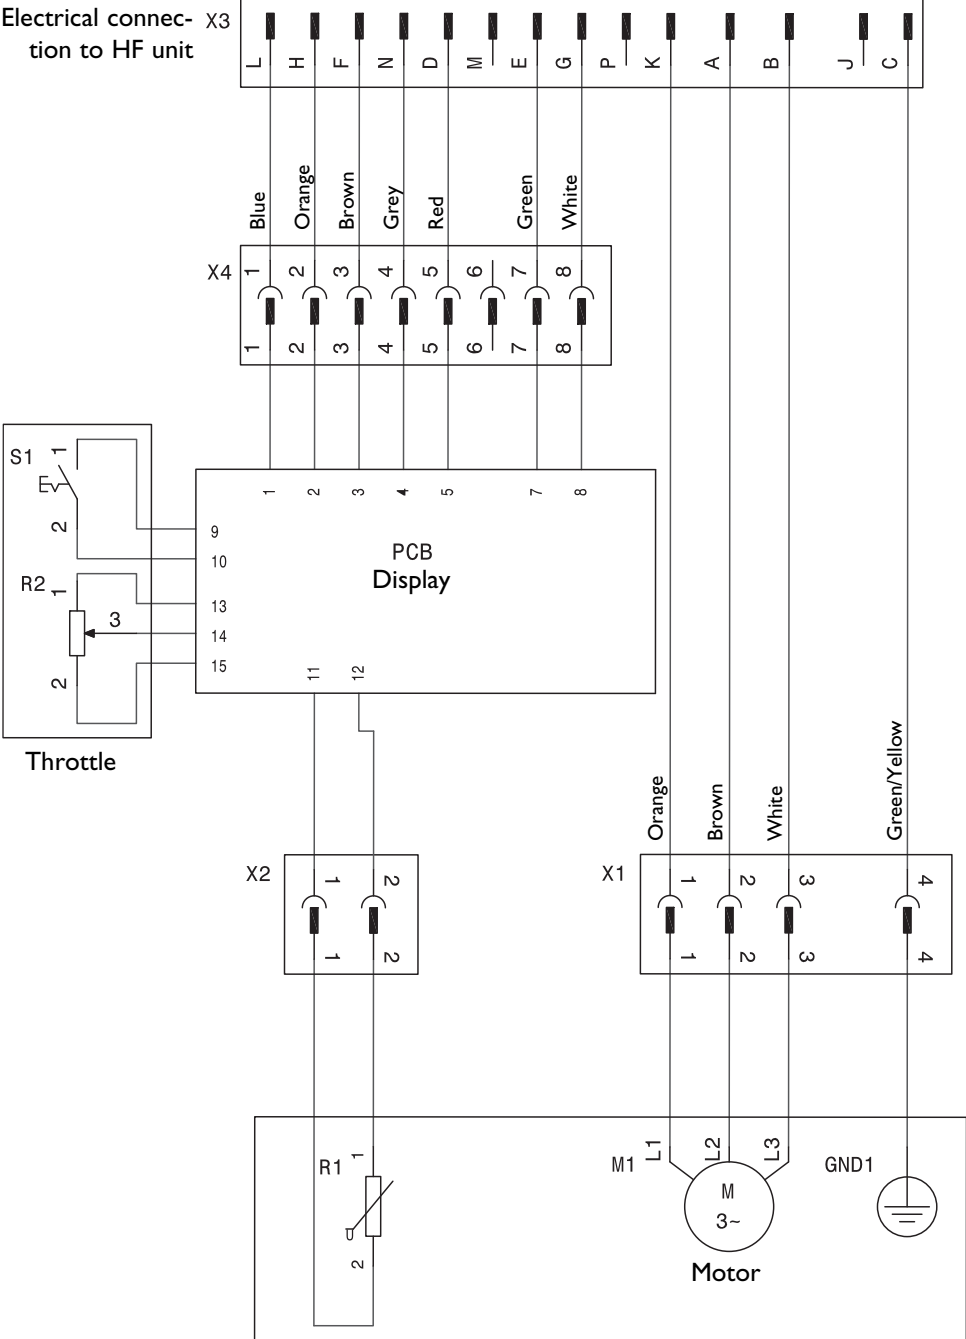 Electrical connec-
tion to HF unit
X3
L H F N D M E G P K A B J C
Blue Orange Brown Grey Red Green White
X4
1 2 3 4 5 6 7 8
1 2 3 4 5 6 7 8
S1
1
2
R2
1
3
2
Throttle
1 2 3 4 5 7 8
9
10
13
14
15
PCB
Display
11 12
Orange Brown White Green/Yellow
X2
1 2
1 2
X1
1 2 3 4
1 2 3 4
R1
1
2
M1
L1 L2 L3
M
3~
Motor
GND1